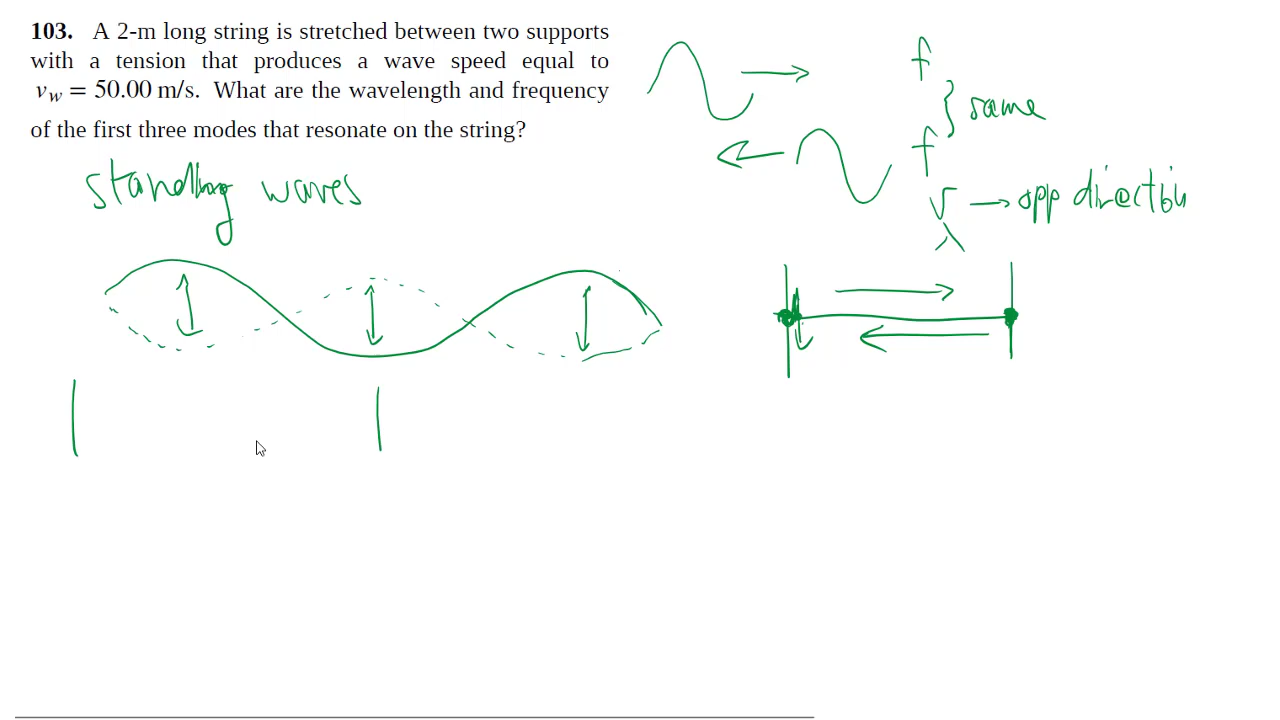 103. A 2-m long string is stretched between two supports
with a tension that produces a wave speed equal to
v_w = 50.00 m/s. What are the wavelength and frequency
of the first three modes that resonate on the string?
f
} same
f
v → opp direction
λ
standing waves